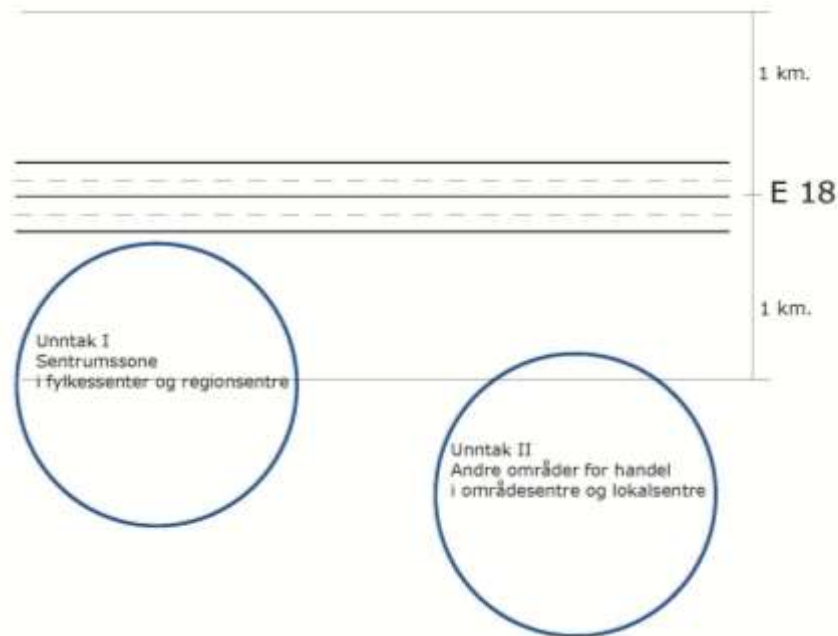 1 km.
E 18
1 km.
Unntak I
Sentrumssone
i fylkessenter og regionsentre
Unntak II
Andre områder for handel
i områdesentre og lokalsentre